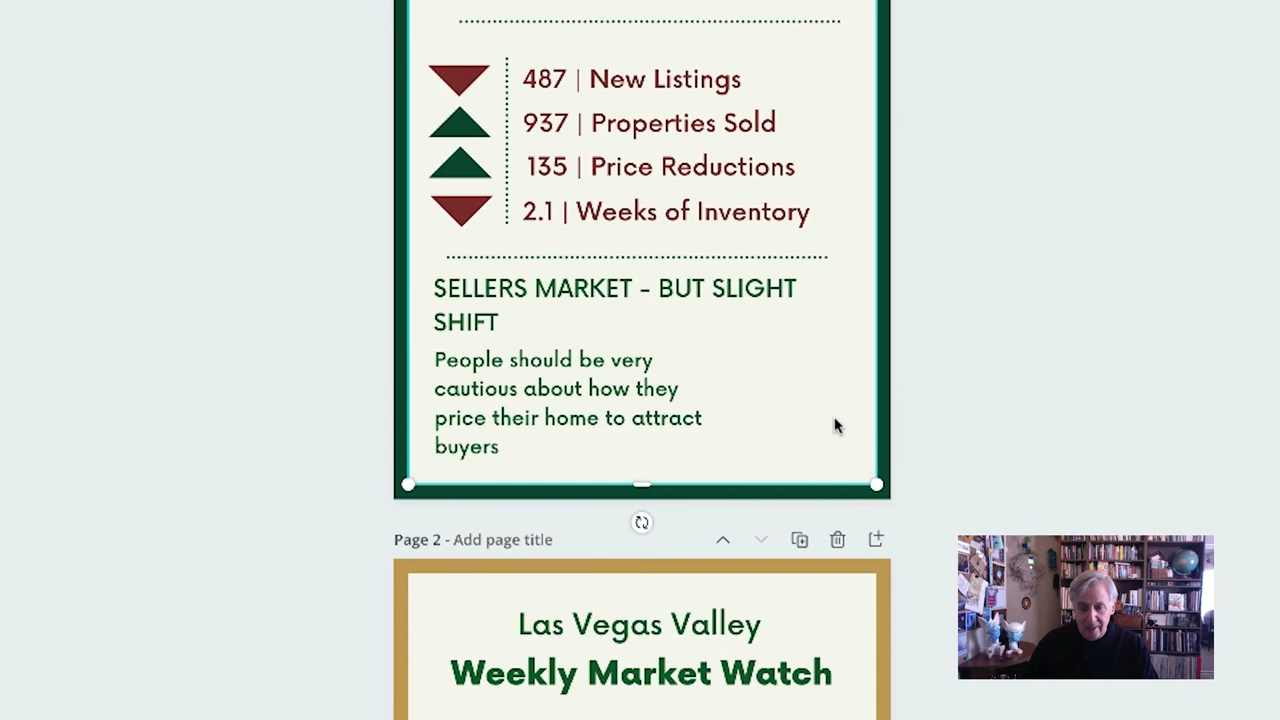 487 | New Listings
937 | Properties Sold
135 | Price Reductions
2.1 | Weeks of Inventory
SELLERS MARKET - BUT SLIGHT
SHIFT
People should be very
cautious about how they
price their home to attract
buyers
Page 2 - Add page title
Las Vegas Valley
Weekly Market Watch